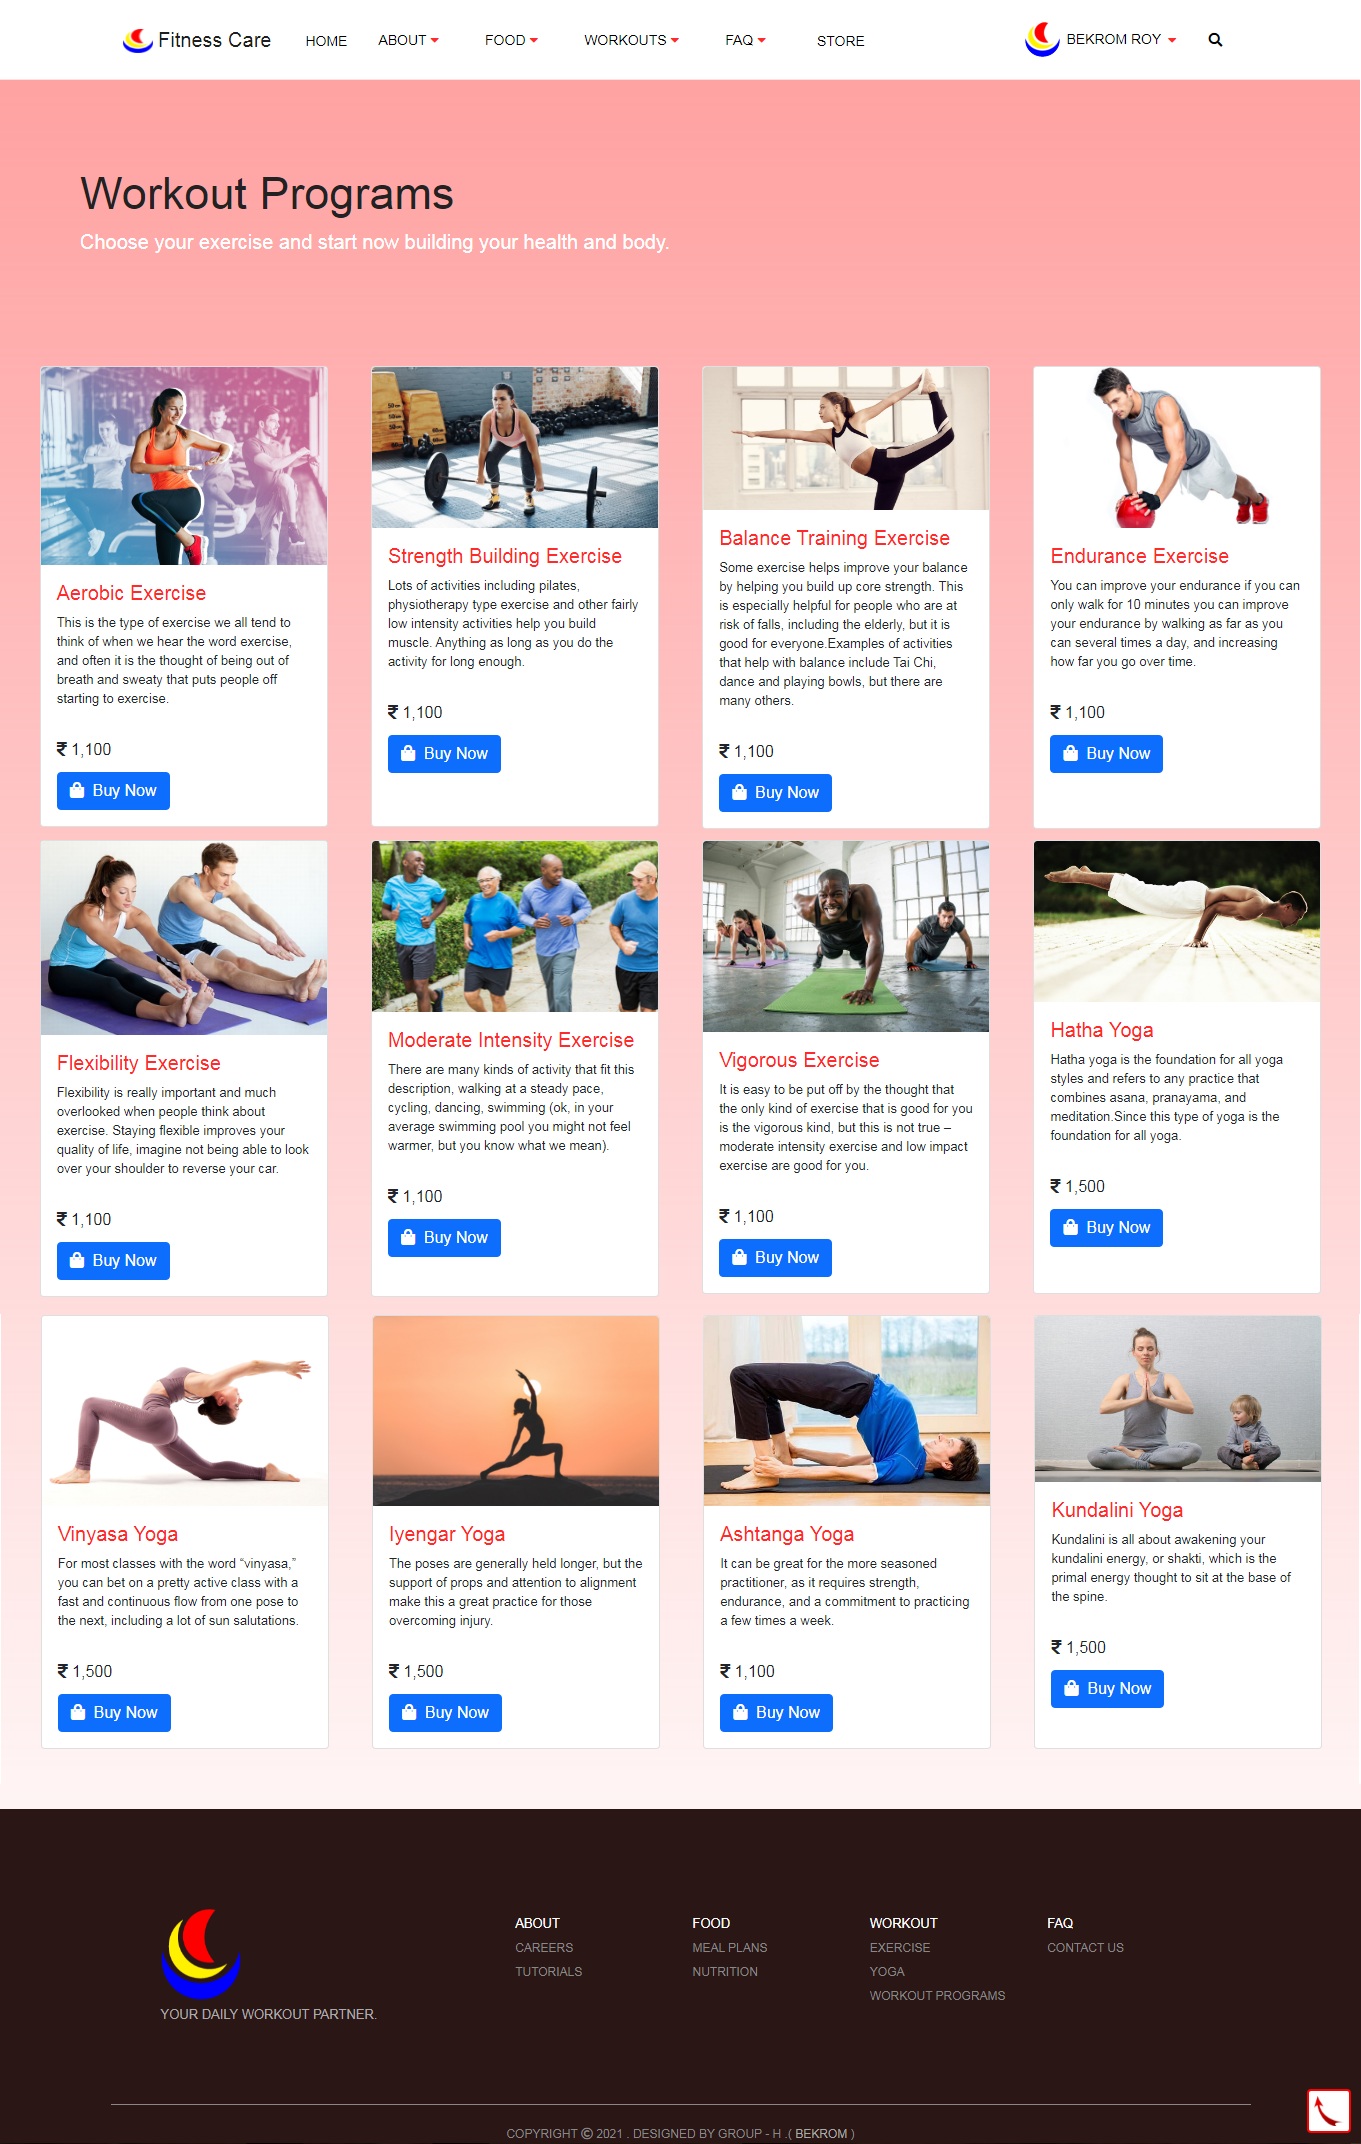 Fitness Care HOME ABOUT FOOD WORKOUTS FAQ STORE BEKROM ROY
Workout Programs
Choose your exercise and start now building your health and body.
Aerobic Exercise
This is the type of exercise we all tend to
think of when we hear the word exercise,
and often it is the thought of being out of
breath and sweaty that puts people off
starting to exercise.
₹ 1,100
Buy Now
Strength Building Exercise
Lots of activities including pilates,
physiotherapy type exercise and other fairly
low intensity activities help you build
muscle. Anything as long as you do the
activity for long enough.
₹ 1,100
Buy Now
Balance Training Exercise
Some exercise helps improve your balance
by helping you build up core strength. This
is especially helpful for people who are at
risk of falls, including the elderly, but it is
good for everyone.Examples of activities
that help with balance include Tai Chi,
dance and playing bowls, but there are
many others.
₹ 1,100
Buy Now
Endurance Exercise
You can improve your endurance if you can
only walk for 10 minutes you can improve
your endurance by walking as far as you
can several times a day, and increasing
how far you go over time.
₹ 1,100
Buy Now
Flexibility Exercise
Flexibility is really important and much
overlooked when people think about
exercise. Staying flexible improves your
quality of life, imagine not being able to look
over your shoulder to reverse your car.
₹ 1,100
Buy Now
Moderate Intensity Exercise
There are many kinds of activity that fit this
description, walking at a steady pace,
cycling, dancing, swimming (ok, in your
average swimming pool you might not feel
warmer, but you know what we mean).
₹ 1,100
Buy Now
Vigorous Exercise
It is easy to be put off by the thought that
the only kind of exercise that is good for you
is the vigorous kind, but this is not true –
moderate intensity exercise and low impact
exercise are good for you.
₹ 1,100
Buy Now
Hatha Yoga
Hatha yoga is the foundation for all yoga
styles and refers to any practice that
combines asana, pranayama, and
meditation.Since this type of yoga is the
foundation for all yoga.
₹ 1,500
Buy Now
Vinyasa Yoga
For most classes with the word “vinyasa,”
you can bet on a pretty active class with a
fast and continuous flow from one pose to
the next, including a lot of sun salutations.
₹ 1,500
Buy Now
Iyengar Yoga
The poses are generally held longer, but the
support of props and attention to alignment
make this a great practice for those
overcoming injury.
₹ 1,500
Buy Now
Ashtanga Yoga
It can be great for the more seasoned
practitioner, as it requires strength,
endurance, and a commitment to practicing
a few times a week.
₹ 1,100
Buy Now
Kundalini Yoga
Kundalini is all about awakening your
kundalini energy, or shakti, which is the
primal energy thought to sit at the base of
the spine.
₹ 1,500
Buy Now
YOUR DAILY WORKOUT PARTNER.
ABOUT
CAREERS
TUTORIALS
FOOD
MEAL PLANS
NUTRITION
WORKOUT
EXERCISE
YOGA
WORKOUT PROGRAMS
FAQ
CONTACT US
COPYRIGHT © 2021 . DESIGNED BY GROUP - H .( BEKROM )